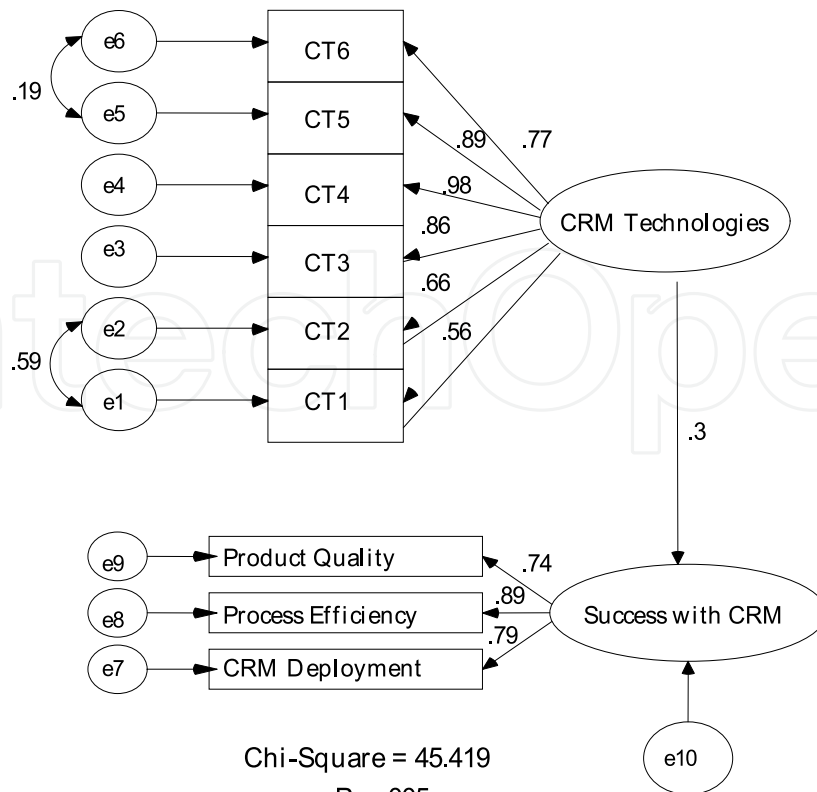 e6
CT6
.19
e5
CT5
.89
.77
e4
CT4
.98
CRM Technologies
.86
e3
CT3
.66
e2
CT2
.56
.59
e1
CT1
.3
e9
Product Quality
.74
e8
Process Efficiency
.89
Success with CRM
.79
e7
CRM Deployment
Chi-Square = 45.419
e10